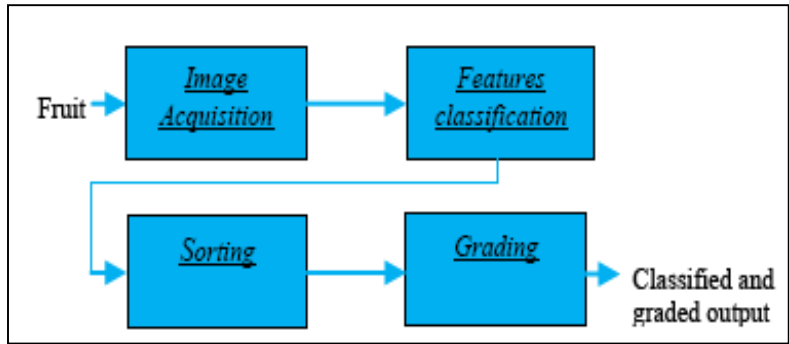 Fruit
Image
Acquisition
Features
classification
Sorting
Grading
Classified and
graded output